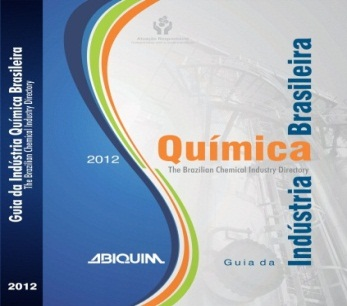 Guia da Indústria Química Brasileira
The Brazilian Chemical Industry Directory
2012
2012
ABIQUIM
Química
The Brazilian Chemical Industry Directory
Guia da
Indústria Brasileira